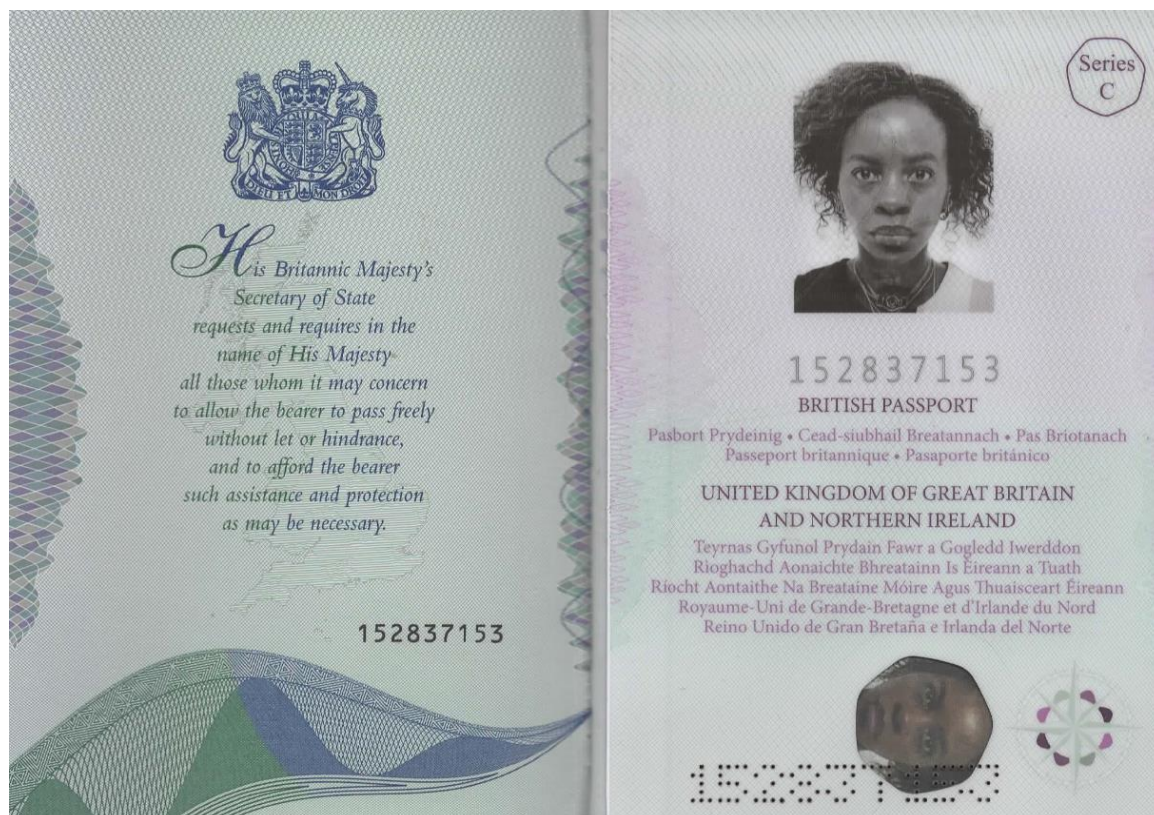 DIEU ET MON DROIT
His Britannic Majesty's
Secretary of State
requests and requires in the
name of His Majesty
all those whom it may concern
to allow the bearer to pass freely
without let or hindrance,
and to afford the bearer
such assistance and protection
as may be necessary.
152837153
Series
C
152837153
BRITISH PASSPORT
Pasbort Prydeinig • Cead-siubhail Breatannach • Pas Briotanach
Passeport britannique • Pasaporte británico
UNITED KINGDOM OF GREAT BRITAIN
AND NORTHERN IRELAND
Teyrnas Gyfunol Prydain Fawr a Gogledd Iwerddon
Rìoghachd Aonaichte Bhreatainn Is Èireann a Tuath
Ríocht Aontaithe Na Breataine Móire Agus Thuaisceart Éireann
Royaume-Uni de Grande-Bretagne et d'Irlande du Nord
Reino Unido de Gran Bretaña e Irlanda del Norte
152837153